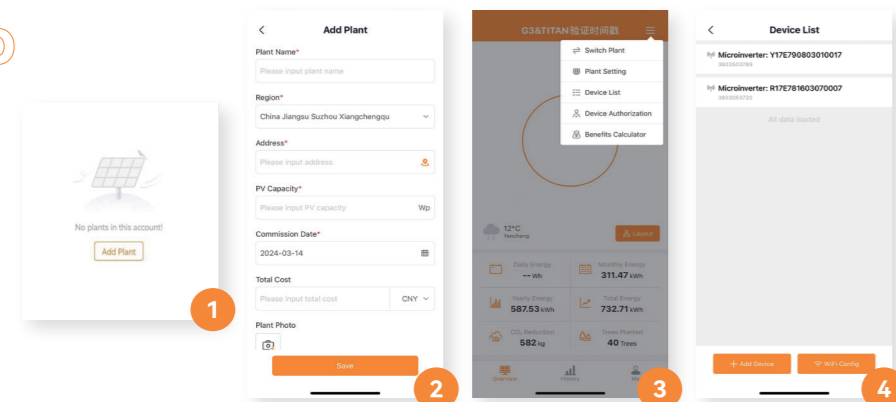 No plants in this account!
Add Plant
1
Add Plant
Plant Name*
Please input plant name
Region*
China Jiangsu Suzhou Xiangchengqu
Address*
Please input address
PV Capacity*
Please input PV capacity
Wp
Commission Date*
2024-03-14
Total Cost
Please input total cost
CNY
Plant Photo
Save
2
G3&TITAN验证时间戳
Switch Plant
Plant Setting
Device List
Device Authorization
Benefits Calculator
12°C
Yancheng
Layout
Daily Energy
-- Wh
Monthly Energy
311.47 kWh
Yearly Energy
587.53 kWh
Total Energy
732.71 kWh
CO₂ Reduction
582 kg
Trees Planted
40 Trees
Overview
History
3
Device List
Microinverter: Y17E790803010017
Microinverter: R17E781603070007
All data loaded
+ Add Device
WiFi-Config
4